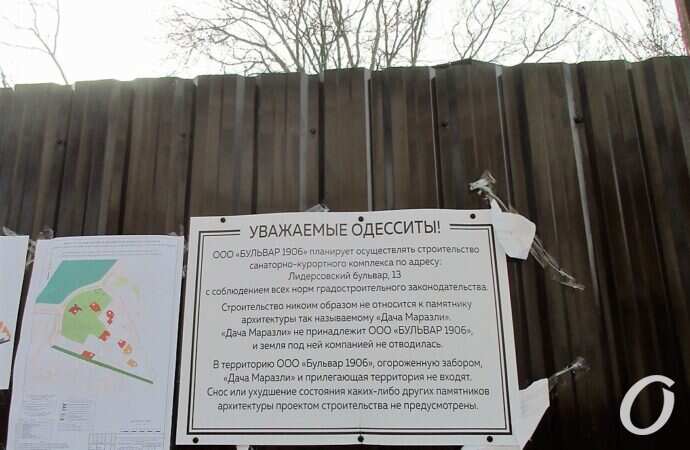 УВАЖАЕМЫЕ ОДЕССИТЫ!
ООО «БУЛЬВАР 1906» планирует осуществлять строительство
санаторно-курортного комплекса по адресу:
Лидерсовский бульвар, 13
с соблюдением всех норм градостроительного законодательства.
Строительство никоим образом не относится к памятнику
архитектуры так называемому «Дача Маразли».
«Дача Маразли» не принадлежит ООО «БУЛЬВАР 1906»,
и земля под ней компанией не отводилась.
В территорию ООО «Бульвар 1906», огороженную забором,
«Дача Маразли» и прилегающая территория не входят.
Снос или ухудшение состояния каких-либо других памятников
архитектуры проектом строительства не предусмотрены.